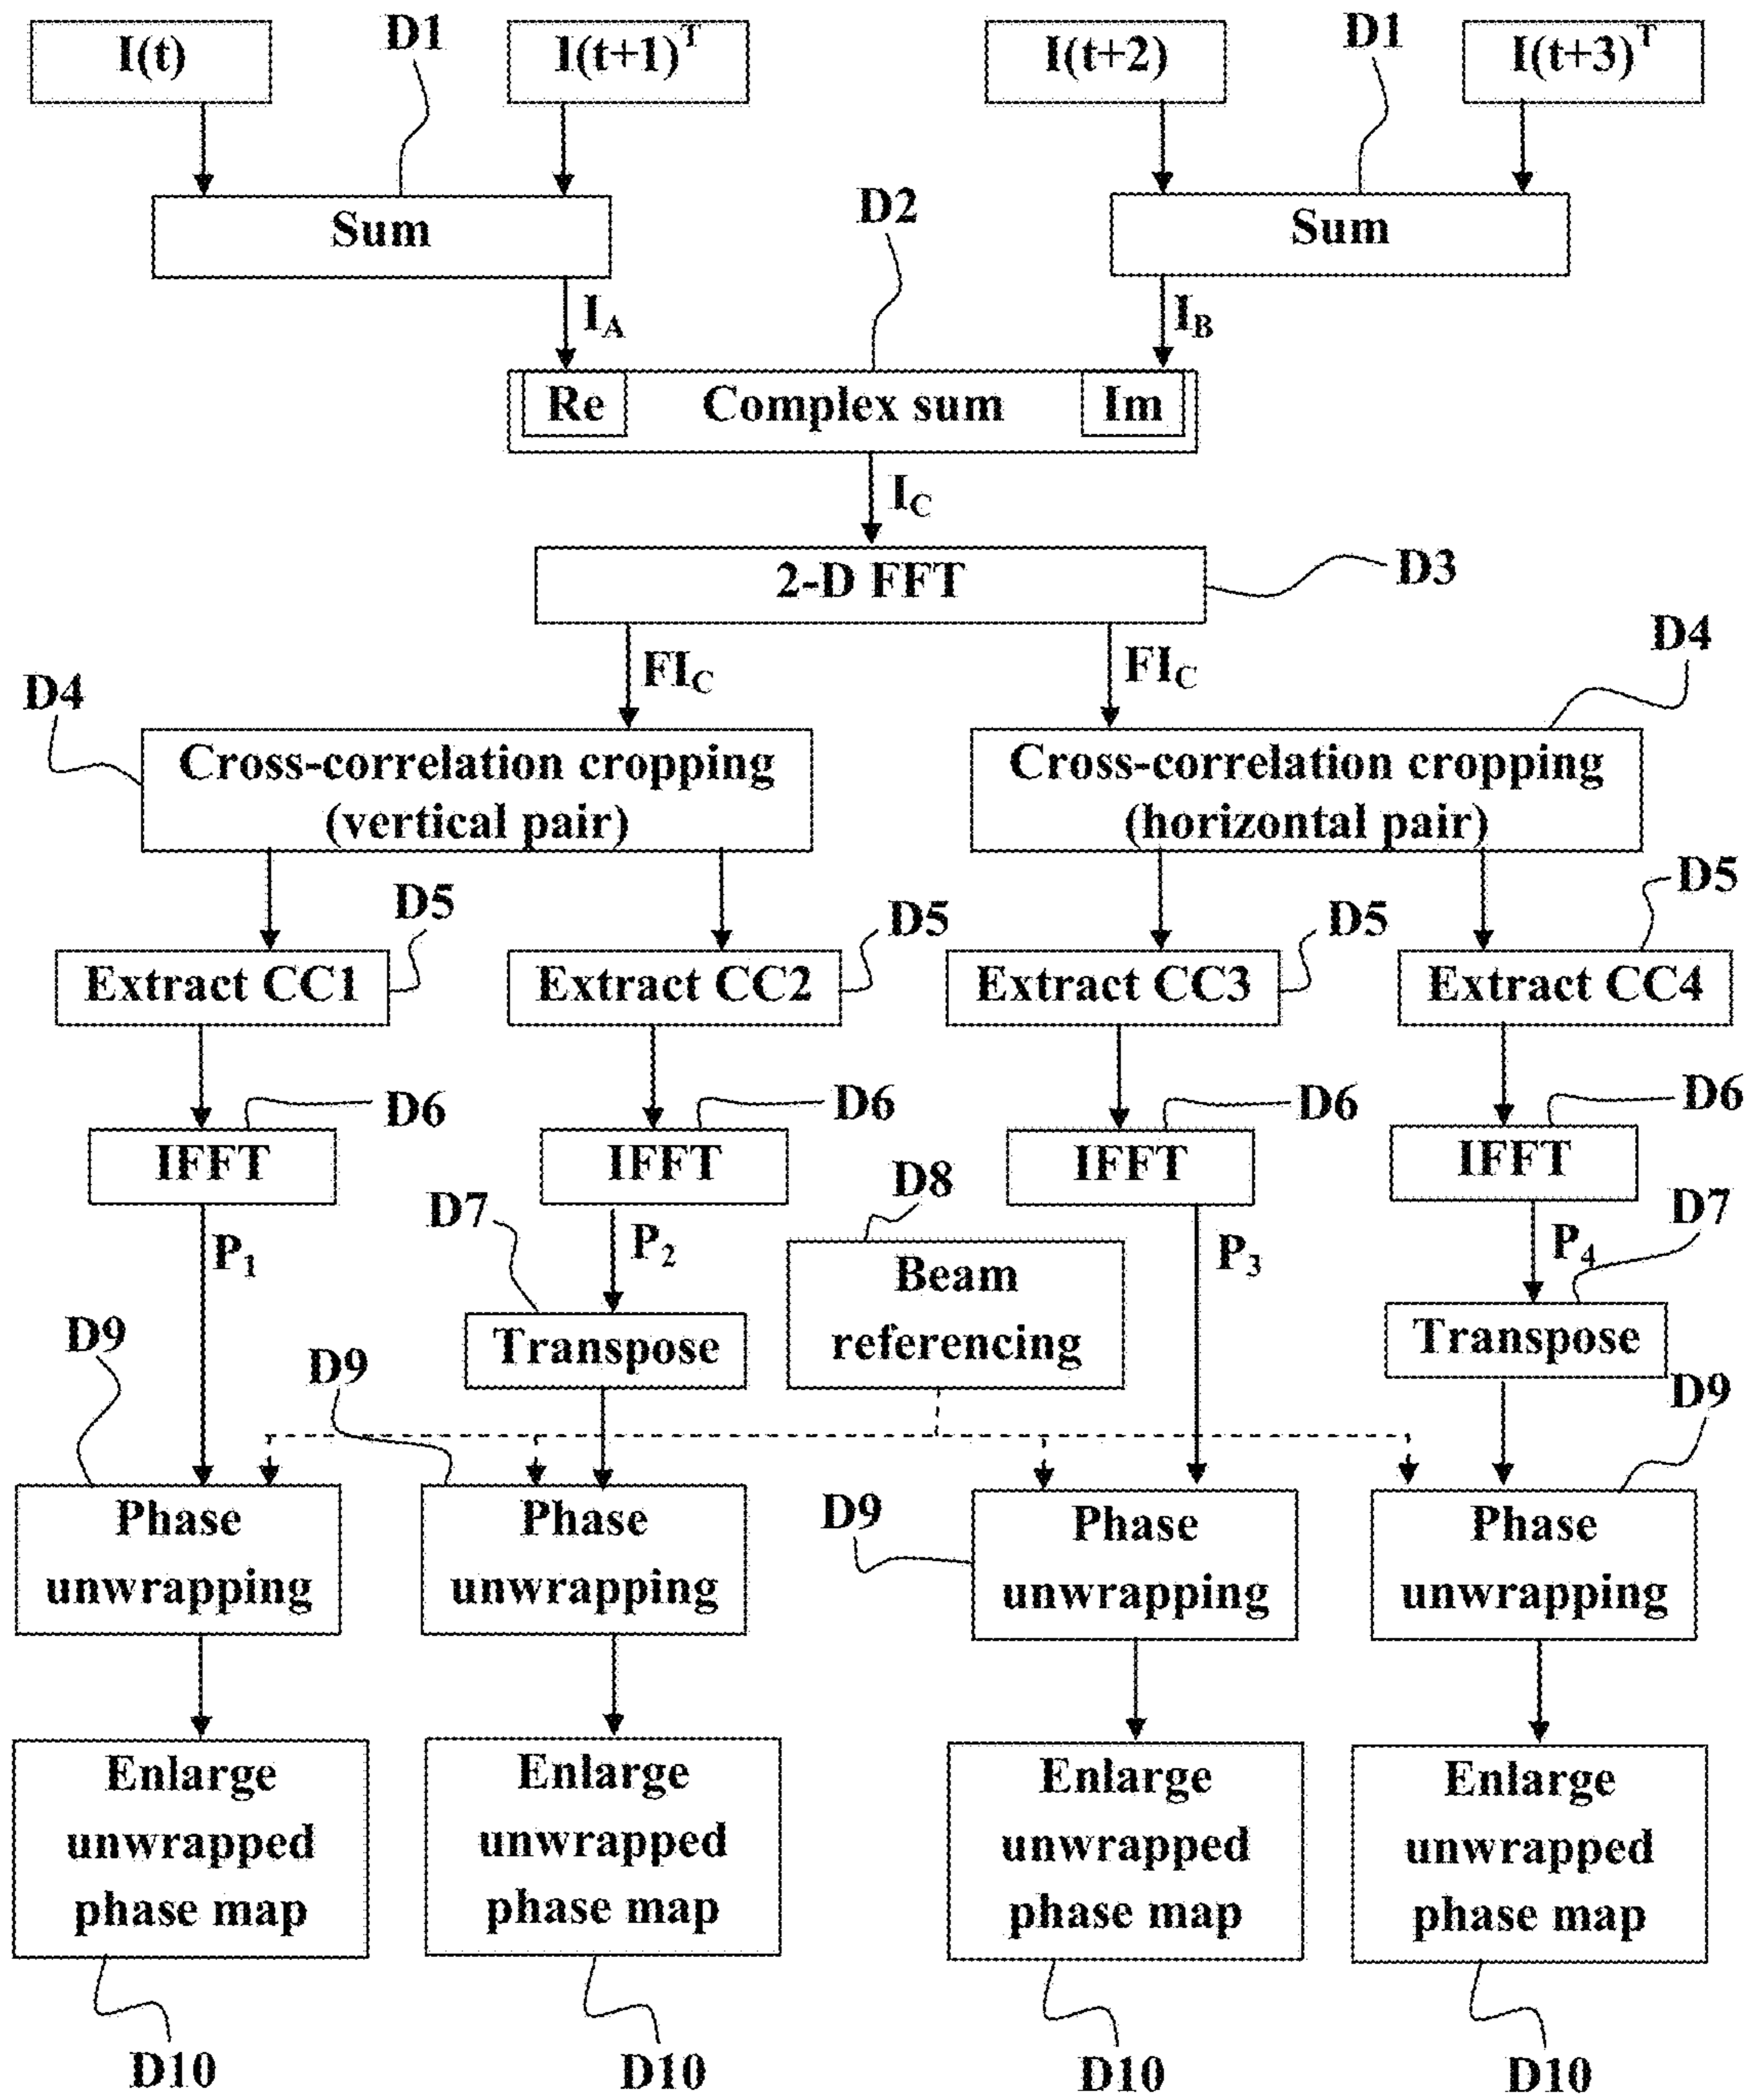 I(t)
D1
I(t+1)^T
I(t+2)
D1
I(t+3)^T
Sum
D2
Sum
I_A
I_B
Re
Complex sum
Im
I_C
2-D FFT
D3
FI_C
FI_C
D4
D4
Cross-correlation cropping
(vertical pair)
Cross-correlation cropping
(horizontal pair)
D5
D5
D5
D5
Extract CC1
Extract CC2
Extract CC3
Extract CC4
D6
D6
D6
D6
IFFT
IFFT
IFFT
IFFT
P_1
D7
P_2
D8
P_3
P_4
D7
Beam
referencing
Transpose
Transpose
D9
D9
D9
D9
Phase
unwrapping
Phase
unwrapping
Phase
unwrapping
Phase
unwrapping
Enlarge
unwrapped
phase map
Enlarge
unwrapped
phase map
Enlarge
unwrapped
phase map
Enlarge
unwrapped
phase map
D10
D10
D10
D10